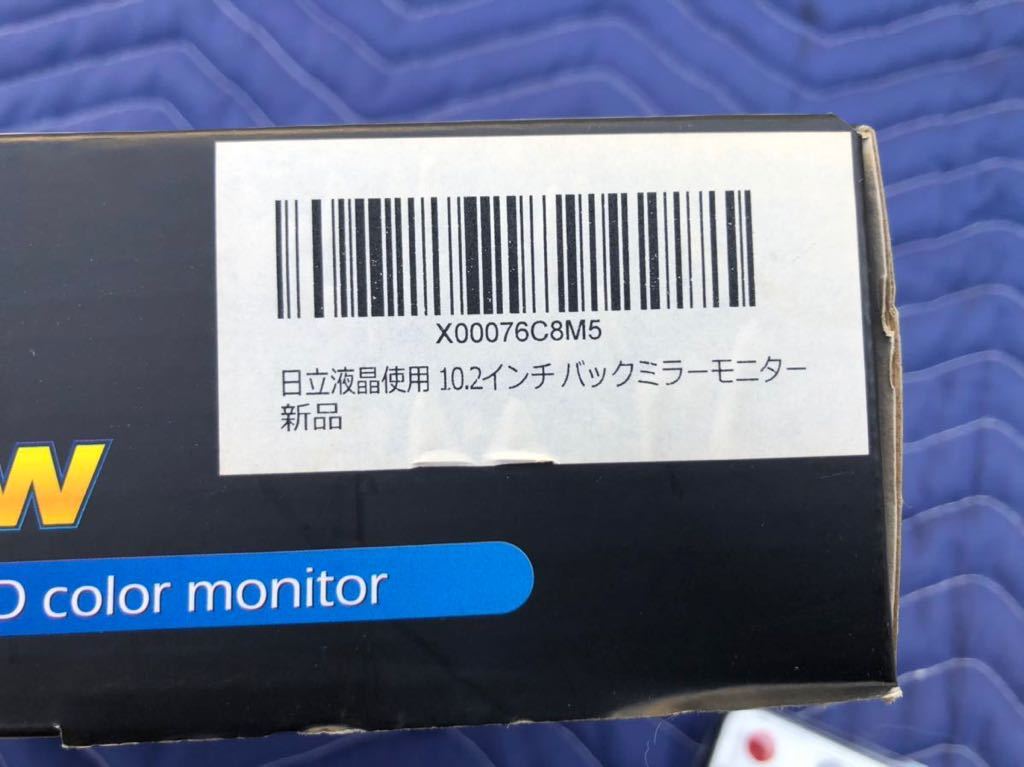 X00076C8M5
日立液晶使用 10.2インチ バックミラーモニター
新品
W
D color monitor